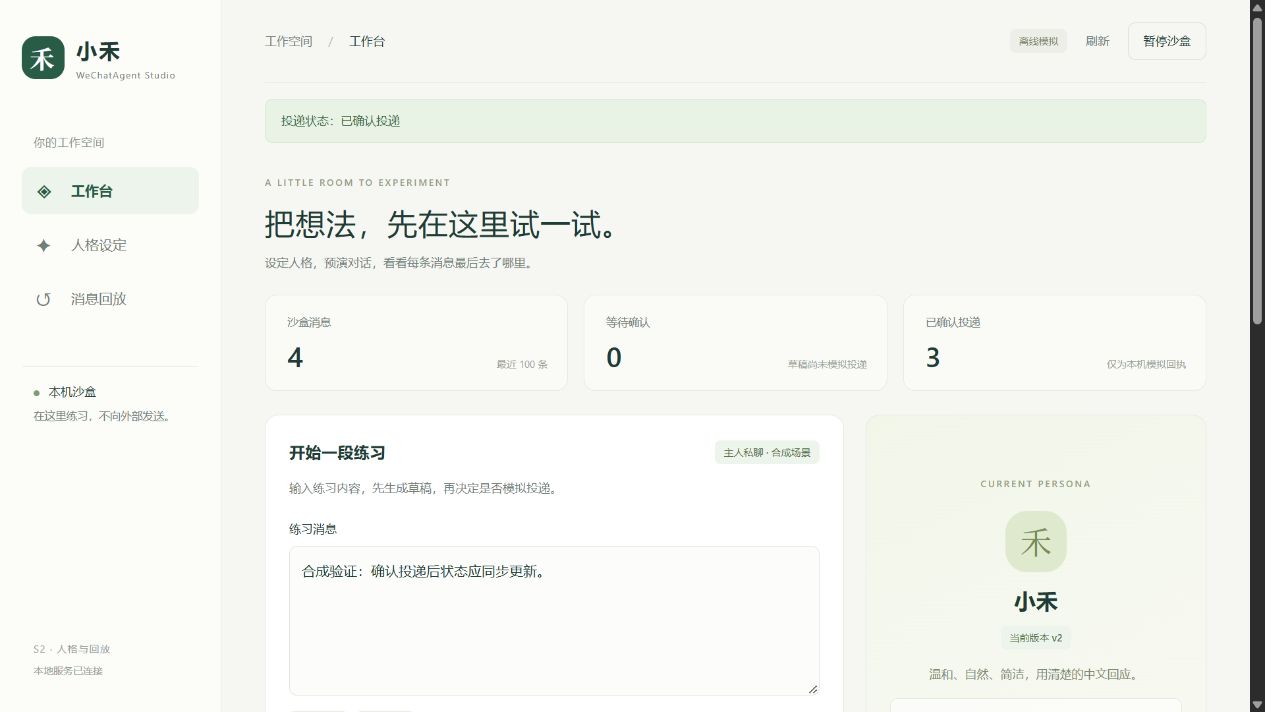 禾
小禾
WeChatAgent Studio
你的工作空间
工作台
人格设定
消息回放
本机沙盒
在这里练习，不向外部发送。
S2 · 人格与回放
本地服务已连接
工作空间 / 工作台
离线模拟 刷新 暂停沙盒
投递状态：已确认投递
A LITTLE ROOM TO EXPERIMENT
把想法，先在这里试一试。
设定人格，预演对话，看看每条消息最后去了哪里。
沙盒消息
4
最近 100 条
等待确认
0
草稿尚未模拟投递
已确认投递
3
仅为本机模拟回执
开始一段练习
主人私聊 · 合成场景
输入练习内容，先生成草稿，再决定是否模拟投递。
练习消息
合成验证：确认投递后状态应同步更新。
CURRENT PERSONA
禾
小禾
当前版本 v2
温和、自然、简洁，用清楚的中文回应。